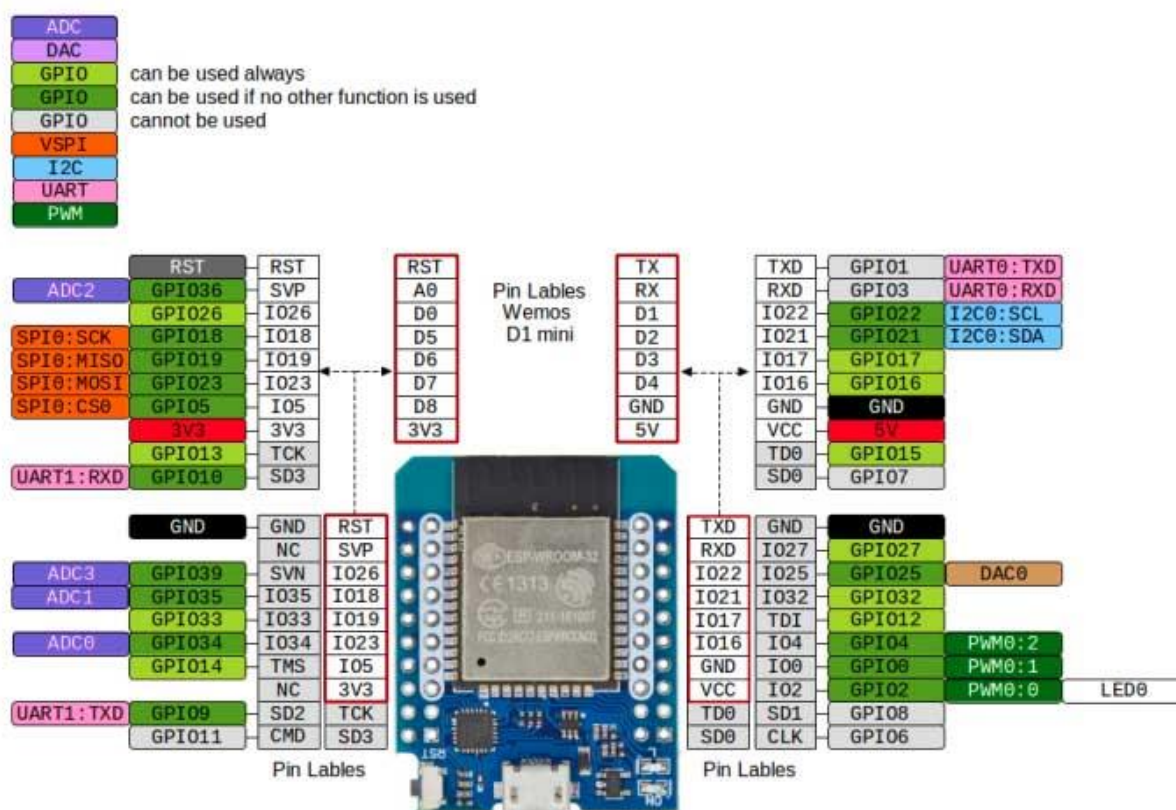 ADC
DAC
GPIO can be used always
GPIO can be used if no other function is used
GPIO cannot be used
VSPI
I2C
UART
PWM
RST RST RST TX TXD GPIO1 UART0:TXD
ADC2 GPIO36 SVP A0 Pin Lables RX RXD GPIO3 UART0:RXD
GPIO26 IO26 D0 Wemos D1 IO22 GPIO22 I2C0:SCL
SPI0:SCK GPIO18 IO18 D5 D1 mini D2 IO21 GPIO21 I2C0:SDA
SPI0:MISO GPIO19 IO19 D6 D3 IO17 GPIO17
SPI0:MOSI GPIO23 IO23 D7 D4 IO16 GPIO16
SPI0:CS0 GPIO5 IO5 D8 GND GND GND
3V3 3V3 3V3 5V VCC 5V
GPIO13 TCK TD0 GPIO15
UART1:RXD GPIO10 SD3 SD0 GPIO7
GND GND RST TXD GND GND
NC SVP RXD IO27 GPIO27
ADC3 GPIO39 SVN IO26 IO22 IO25 GPIO25 DAC0
ADC1 GPIO35 IO35 IO18 IO21 IO32 GPIO32
GPIO33 IO33 IO19 IO17 TDI GPIO12
ADC0 GPIO34 IO34 IO23 IO16 IO4 GPIO4 PWM0:2
GPIO14 TMS IO5 GND IO0 GPIO0 PWM0:1
NC 3V3 VCC IO2 GPIO2 PWM0:0 LED0
UART1:TXD GPIO9 SD2 TCK TD0 SD1 GPIO8
GPIO11 CMD SD3 SD0 CLK GPIO6
Pin Lables Pin Lables
ESP-WROOM-32
CE1313
RST
L
ON